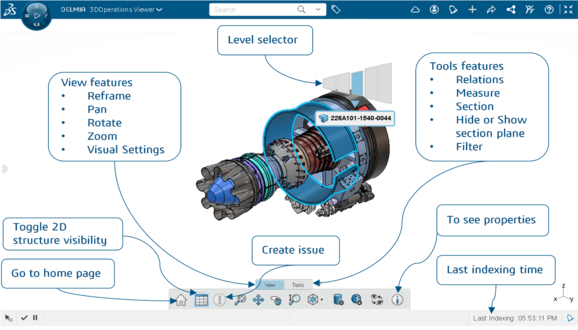 DELMIA 3DOperations Viewer
Search
Level selector
View features
• Reframe
• Pan
• Rotate
• Zoom
• Visual Settings
Tools features
• Relations
• Measure
• Section
• Hide or Show
section plane
• Filter
226A101-1540-0044
Toggle 2D
structure visibility
Go to home page
Create issue
To see properties
Last indexing time
View
Tools
Last Indexing: 05:53:11 PM
z
x
y